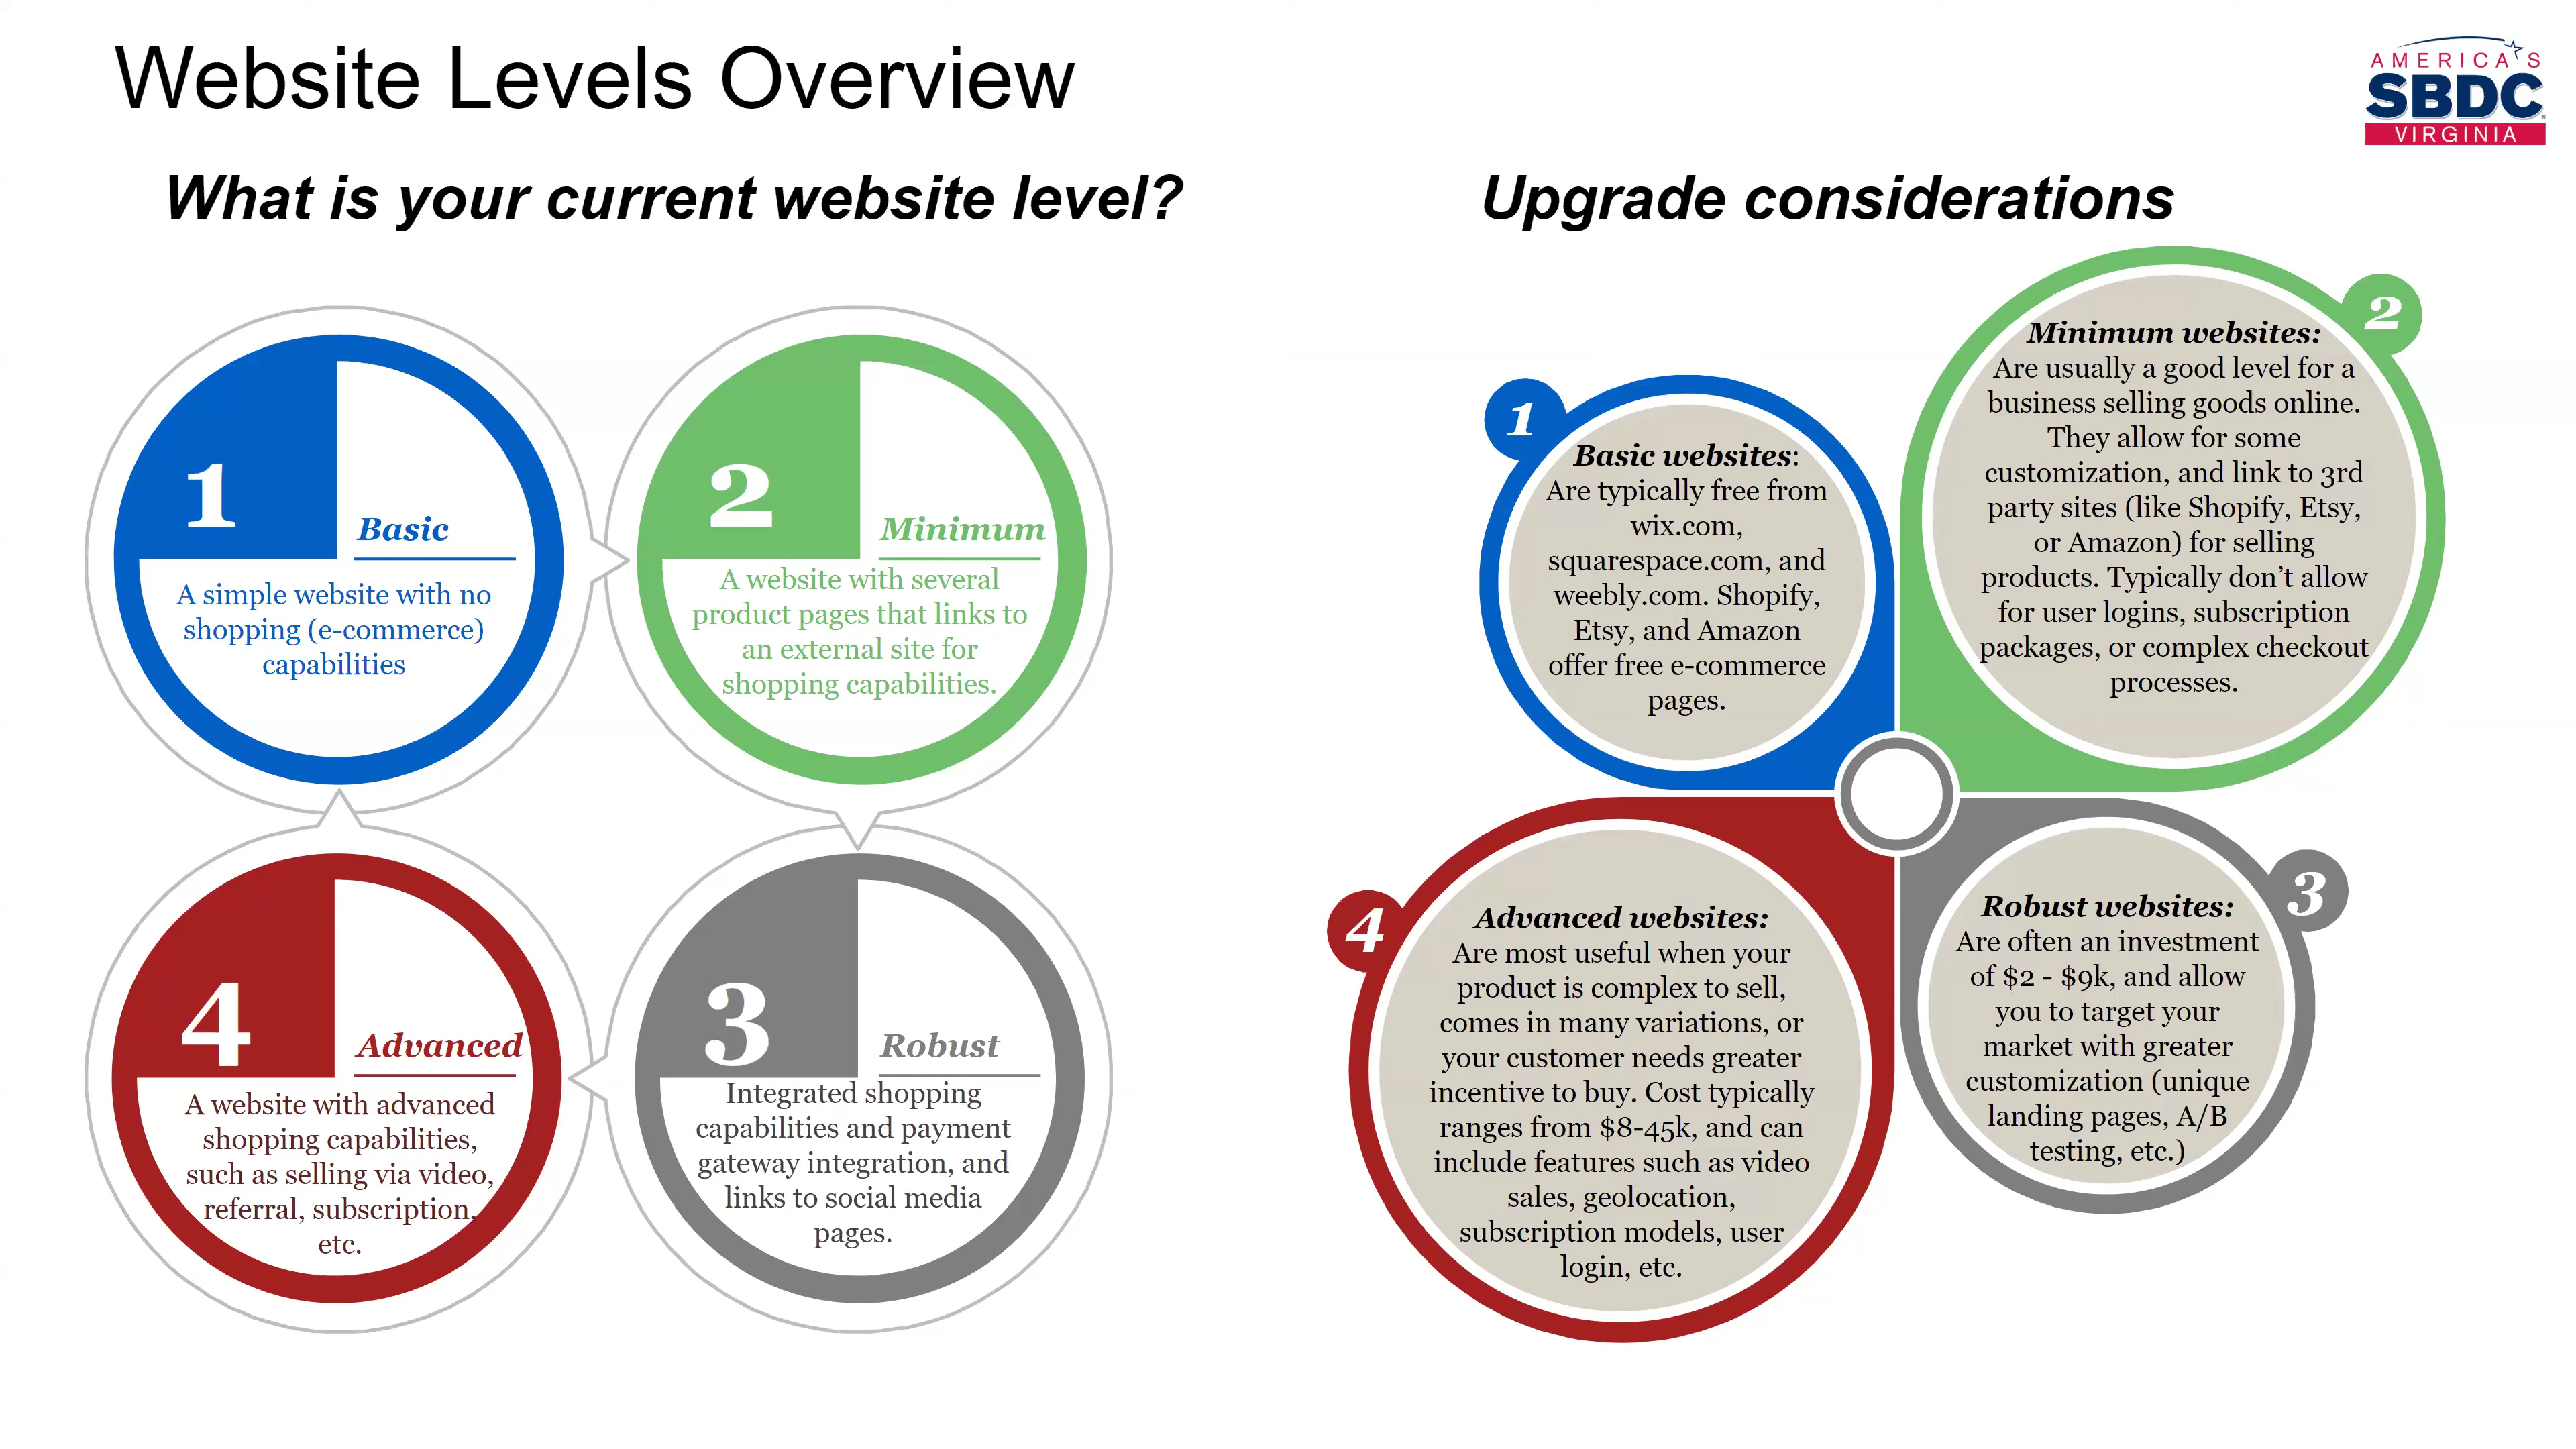 Website Levels Overview
AMERICA'S
SBDC
VIRGINIA
What is your current website level?
1
Basic
A simple website with no
shopping (e-commerce)
capabilities
2
Minimum
A website with several
product pages that links to
an external site for
shopping capabilities.
4
Advanced
A website with advanced
shopping capabilities,
such as selling via video,
referral, subscription,
etc.
3
Robust
Integrated shopping
capabilities and payment
gateway integration, and
links to social media
pages.
Upgrade considerations
1
Basic websites:
Are typically free from
wix.com,
squarespace.com, and
weebly.com. Shopify,
Etsy, and Amazon
offer free e-commerce
pages.
2
Minimum websites:
Are usually a good level for a
business selling goods online.
They allow for some
customization, and link to 3rd
party sites (like Shopify, Etsy,
or Amazon) for selling
products. Typically don’t allow
for user logins, subscription
packages, or complex checkout
processes.
4
Advanced websites:
Are most useful when your
product is complex to sell,
comes in many variations, or
your customer needs greater
incentive to buy. Cost typically
ranges from $8-45k, and can
include features such as video
sales, geolocation,
subscription models, user
login, etc.
3
Robust websites:
Are often an investment
of $2 - $9k, and allow
you to target your
market with greater
customization (unique
landing pages, A/B
testing, etc.)